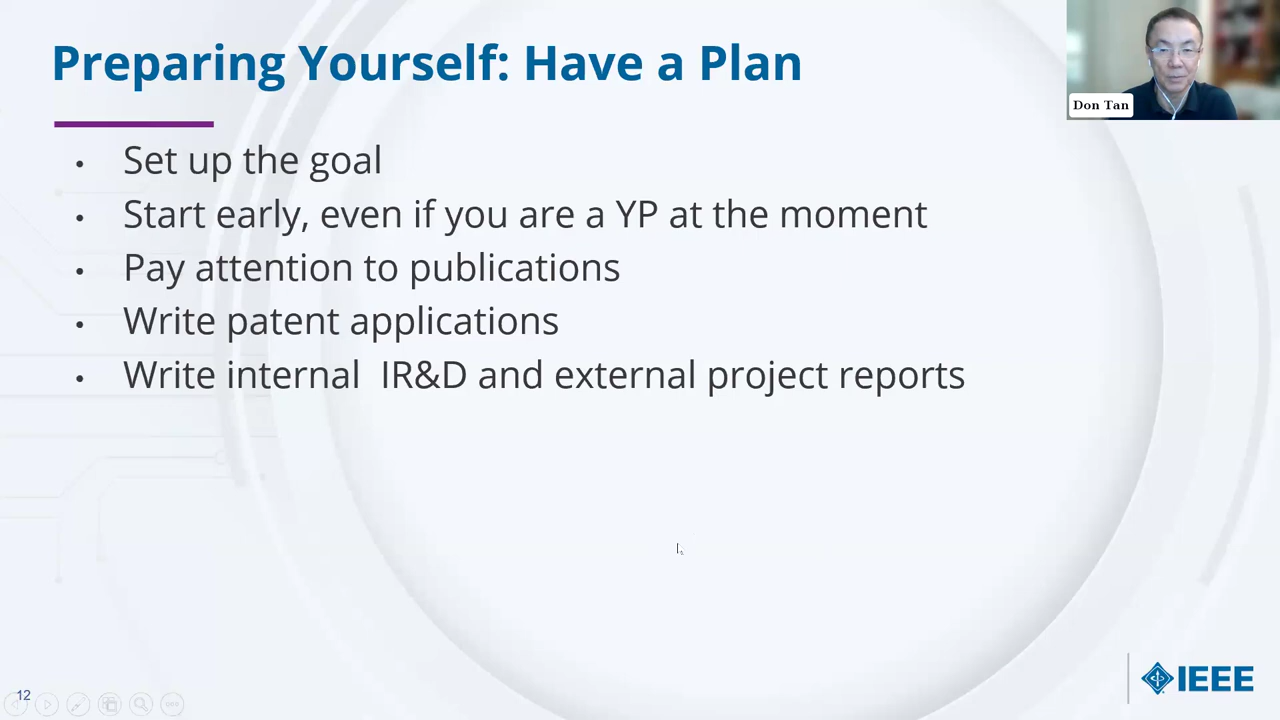 Preparing Yourself: Have a Plan
Don Tan
• Set up the goal
• Start early, even if you are a YP at the moment
• Pay attention to publications
• Write patent applications
• Write internal  IR&D and external project reports
12
IEEE